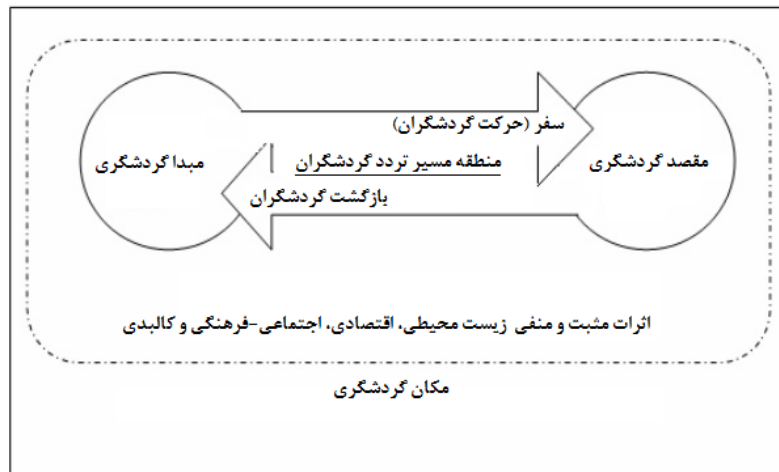 سفر (حرکت گردشگران)
مبدا گردشگری
منطقه مسیر تردد گردشگران
مقصد گردشگری
بازگشت گردشگران
اثرات مثبت و منفی زیست محیطی، اقتصادی، اجتماعی-فرهنگی و کالبدی
مکان گردشگری